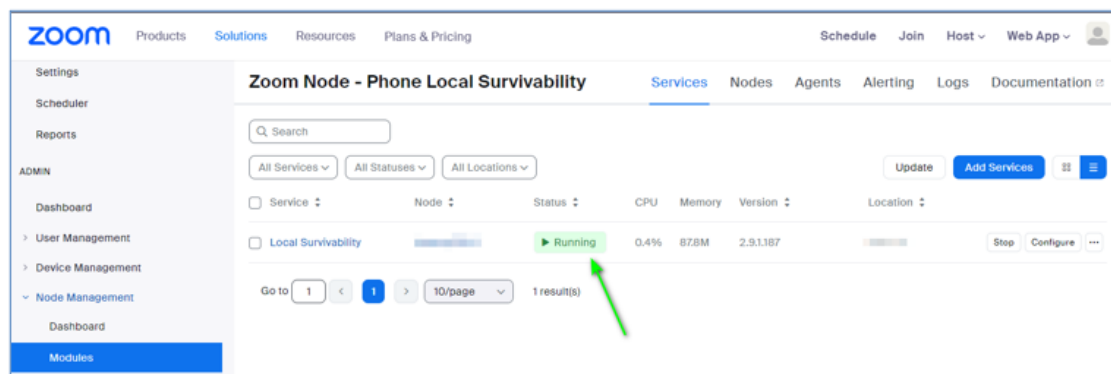 zoom Products Solutions Resources Plans & Pricing Schedule Join Host Web App
Settings
Scheduler
Reports
ADMIN
Dashboard
User Management
Device Management
Node Management
Dashboard
Modules
Zoom Node - Phone Local Survivability Services Nodes Agents Alerting Logs Documentation
Search
All Services All Statuses All Locations Update Add Services
Service Node Status CPU Memory Version Location
Local Survivability Running 0.4% 87.8M 2.9.1.187 Stop Configure ...
Go to 1 < 1 > 10/page 1 result(s)